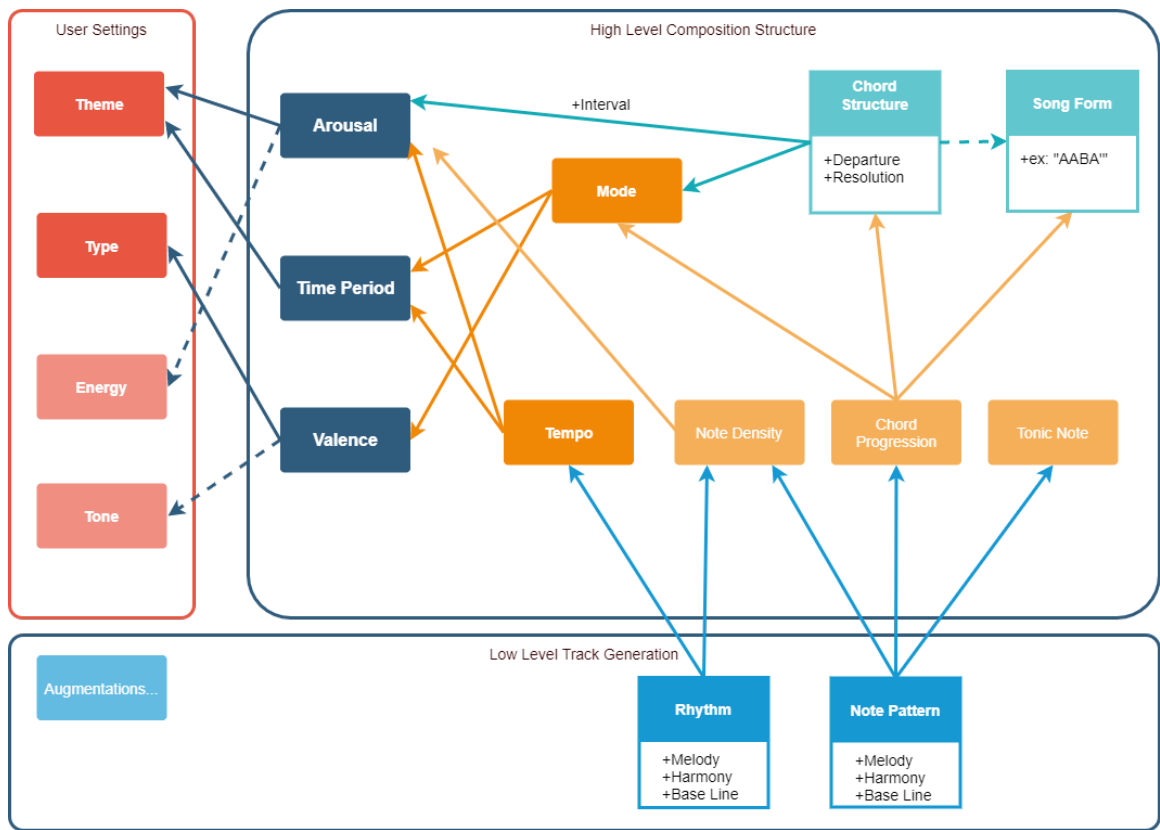 User Settings
High Level Composition Structure
Theme
Type
Energy
Tone
Arousal
Time Period
Valence
+Interval
Mode
Chord
Structure
+Departure
+Resolution
Song Form
+ex: "AABA'"
Tempo
Note Density
Chord
Progression
Tonic Note
Low Level Track Generation
Augmentations...
Rhythm
+Melody
+Harmony
+Base Line
Note Pattern
+Melody
+Harmony
+Base Line